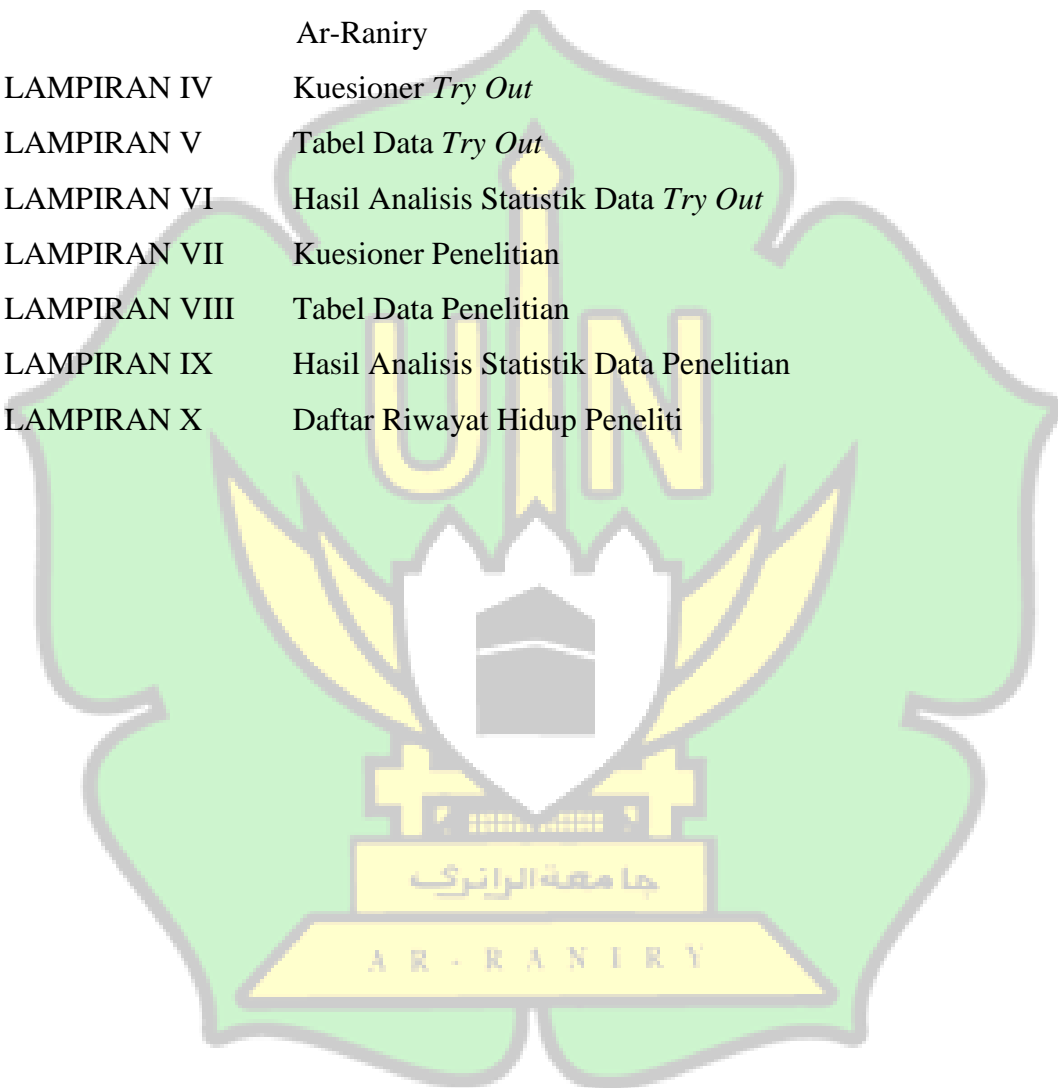 Ar-Raniry
LAMPIRAN IV Kuesioner Try Out
LAMPIRAN V Tabel Data Try Out
LAMPIRAN VI Hasil Analisis Statistik Data Try Out
LAMPIRAN VII Kuesioner Penelitian
LAMPIRAN VIII Tabel Data Penelitian
LAMPIRAN IX Hasil Analisis Statistik Data Penelitian
LAMPIRAN X Daftar Riwayat Hidup Peneliti
UIN
جامعة الرانري
AR-RANIRY